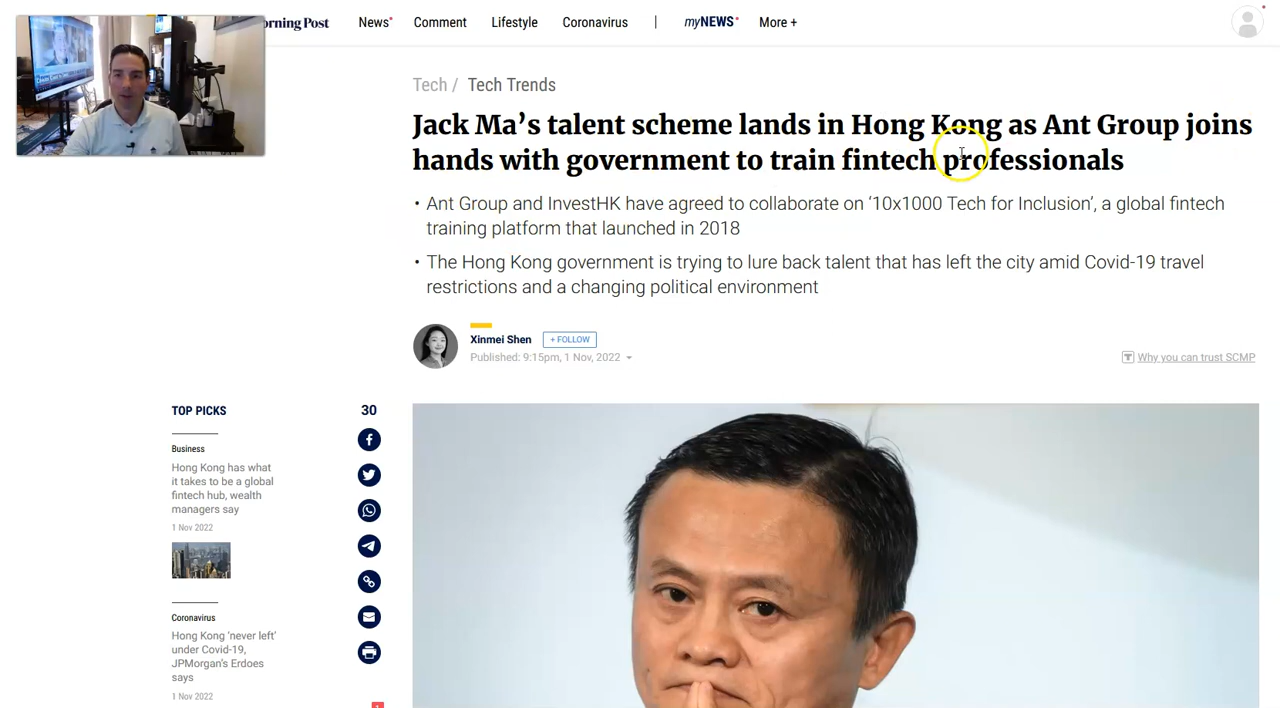 orning Post
News
Comment
Lifestyle
Coronavirus
|
myNEWS
More +
Tech / Tech Trends
Jack Ma’s talent scheme lands in Hong Kong as Ant Group joins
hands with government to train fintech professionals
• Ant Group and InvestHK have agreed to collaborate on ‘10x1000 Tech for Inclusion’, a global fintech
training platform that launched in 2018
• The Hong Kong government is trying to lure back talent that has left the city amid Covid-19 travel
restrictions and a changing political environment
Xinmei Shen
+ FOLLOW
Published: 9:15pm, 1 Nov, 2022
Why you can trust SCMP
TOP PICKS
Business
Hong Kong has what
it takes to be a global
fintech hub, wealth
managers say
1 Nov 2022
Coronavirus
Hong Kong ‘never left’
under Covid-19,
JPMorgan’s Erdoes
says
1 Nov 2022
30